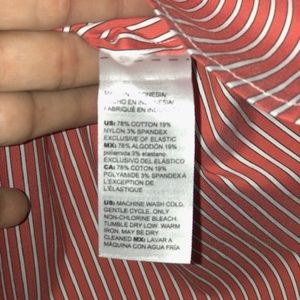 MADE IN INDONESIA/
HECHO EN INDONESIA/
FABRIQUÉ EN INDONÉSIE
US: 78% COTTON 19%
NYLON 3% SPANDEX
EXCLUSIVE OF ELASTIC
MX: 78% ALGODÓN 19%
poliamida 3% elastano
EXCLUSIVO DEL ELÁSTICO
CA: 78% COTON 19%
POLYAMIDE 3% SPANDEX
À L'EXCEPTION DE
L'ÉLASTIQUE
US: MACHINE WASH COLD,
GENTLE CYCLE. ONLY
NON-CHLORINE BLEACH.
TUMBLE DRY LOW. WARM
IRON. MAY BE DRY
CLEANED MX: LAVAR A
MÁQUINA CON AGUA FRÍA